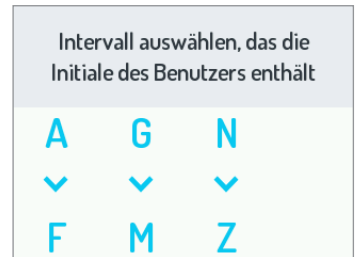 Intervall auswählen, das die
Initiale des Benutzers enthält
A G N
F M Z